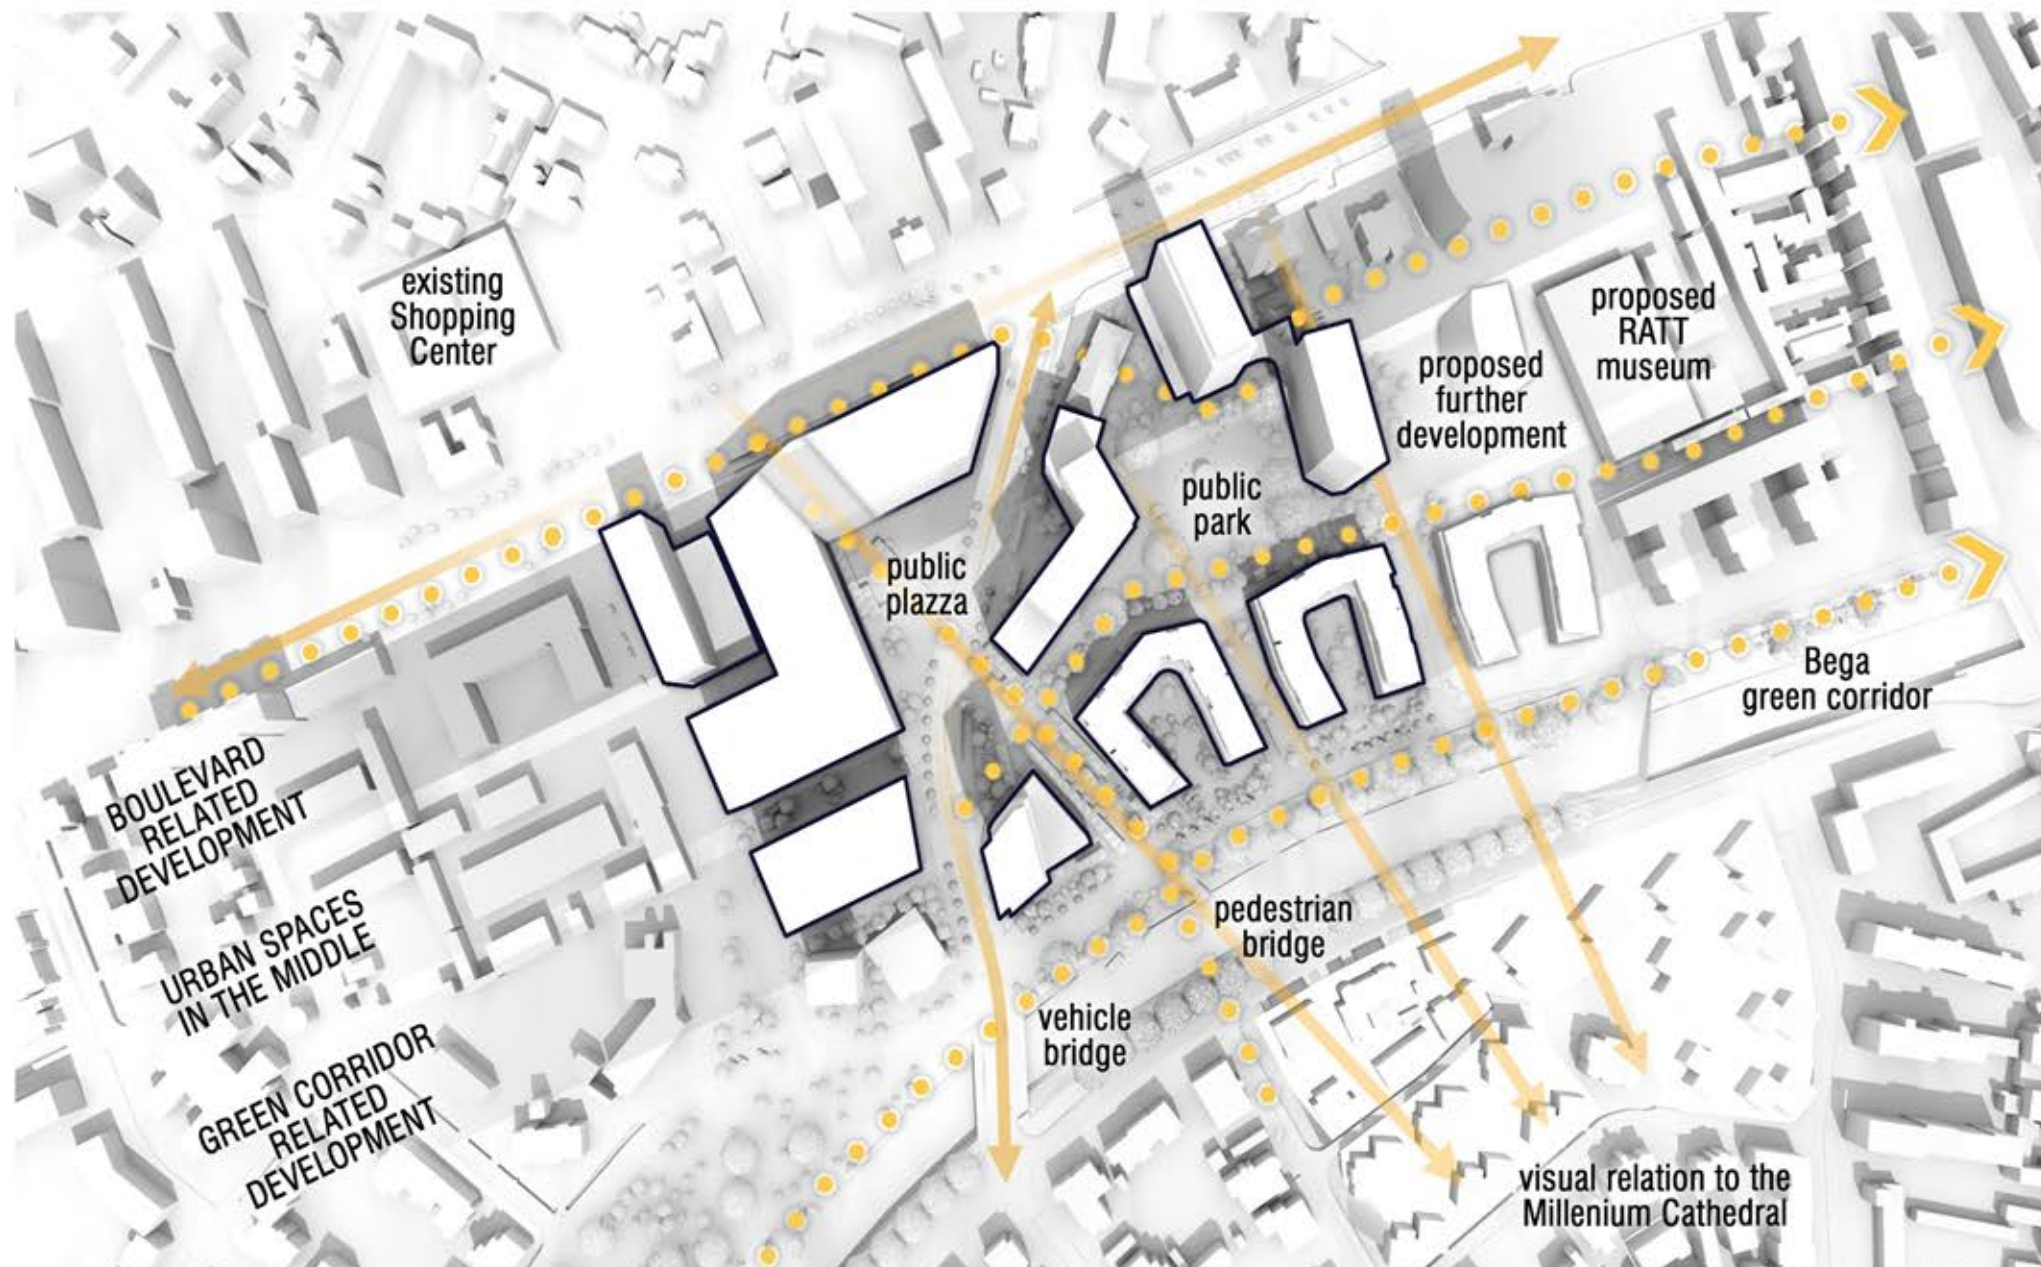 existing
Shopping
Center
proposed
RATT
museum
proposed
further
development
public
park
public
plazza
Bega
green corridor
BOULEVARD
RELATED
DEVELOPMENT
URBAN SPACES
IN THE MIDDLE
pedestrian
bridge
vehicle
bridge
GREEN CORRIDOR
RELATED
DEVELOPMENT
visual relation to the
Millenium Cathedral